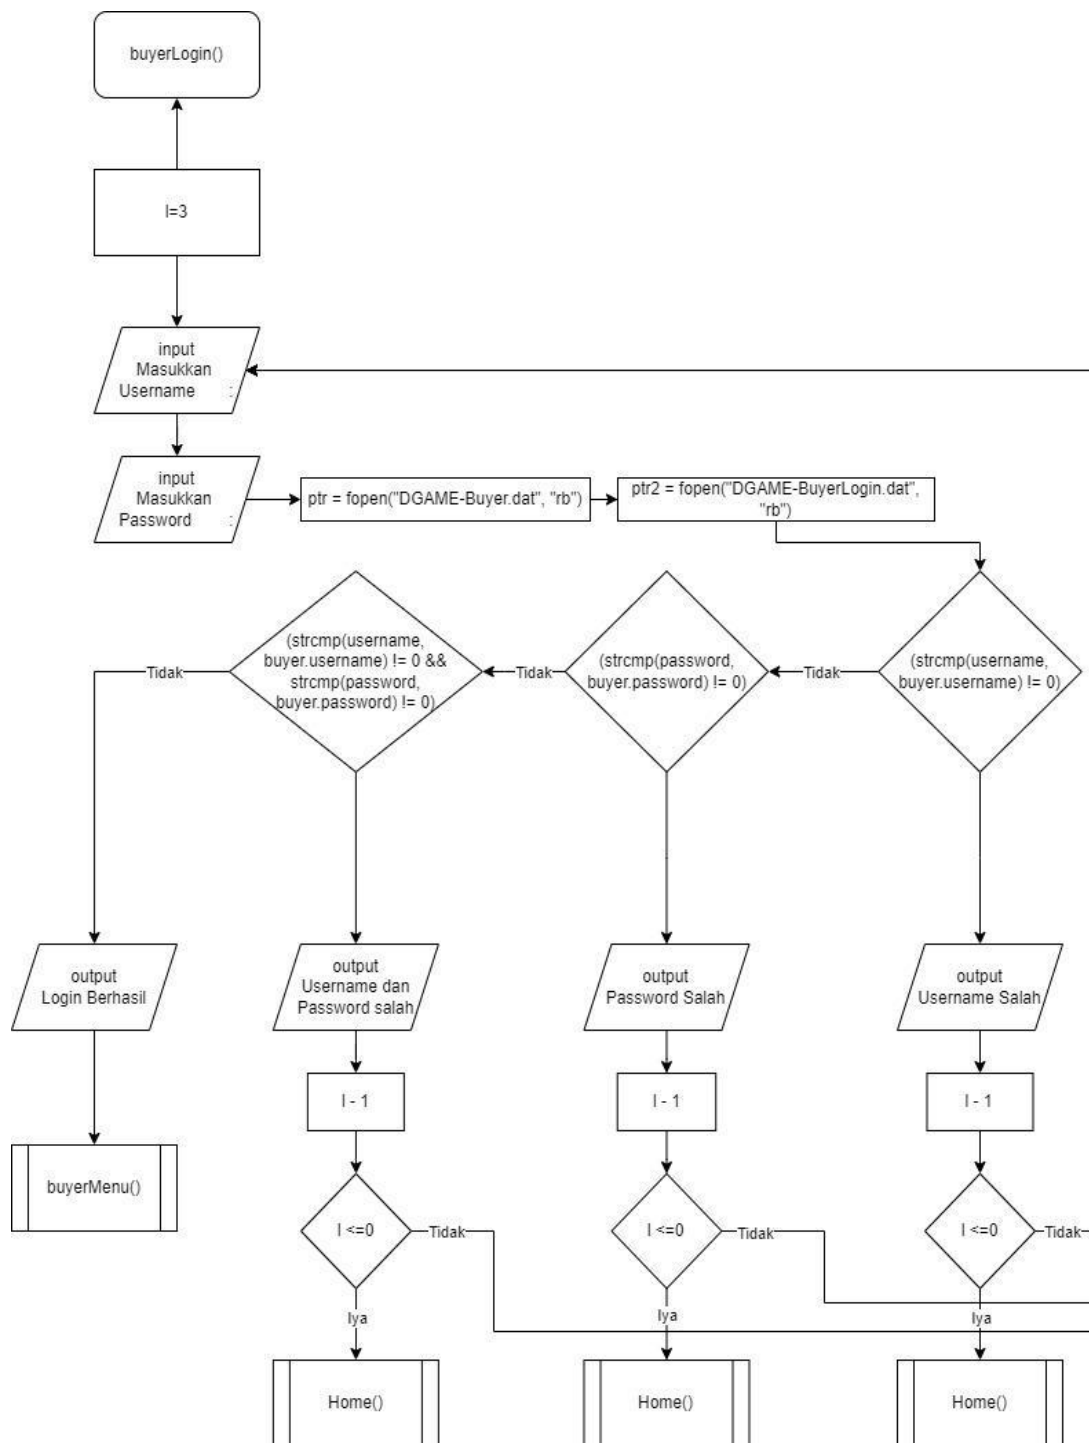 buyerLogin()
I=3
input
Masukkan
Username :
input
Masukkan
Password :
ptr = fopen("DGAME-Buyer.dat", "rb")
ptr2 = fopen("DGAME-BuyerLogin.dat",
"rb")
(strcmp(username,
buyer.username) != 0 &&
strcmp(password,
buyer.password) != 0)
(strcmp(password,
buyer.password) != 0)
(strcmp(username,
buyer.username) != 0)
Tidak
Tidak
Tidak
output
Login Berhasil
output
Username dan
Password salah
output
Password Salah
output
Username Salah
I - 1
I - 1
I - 1
buyerMenu()
I <=0
Tidak
I <=0
Tidak
I <=0
Tidak
Iya
Iya
Iya
Home()
Home()
Home()